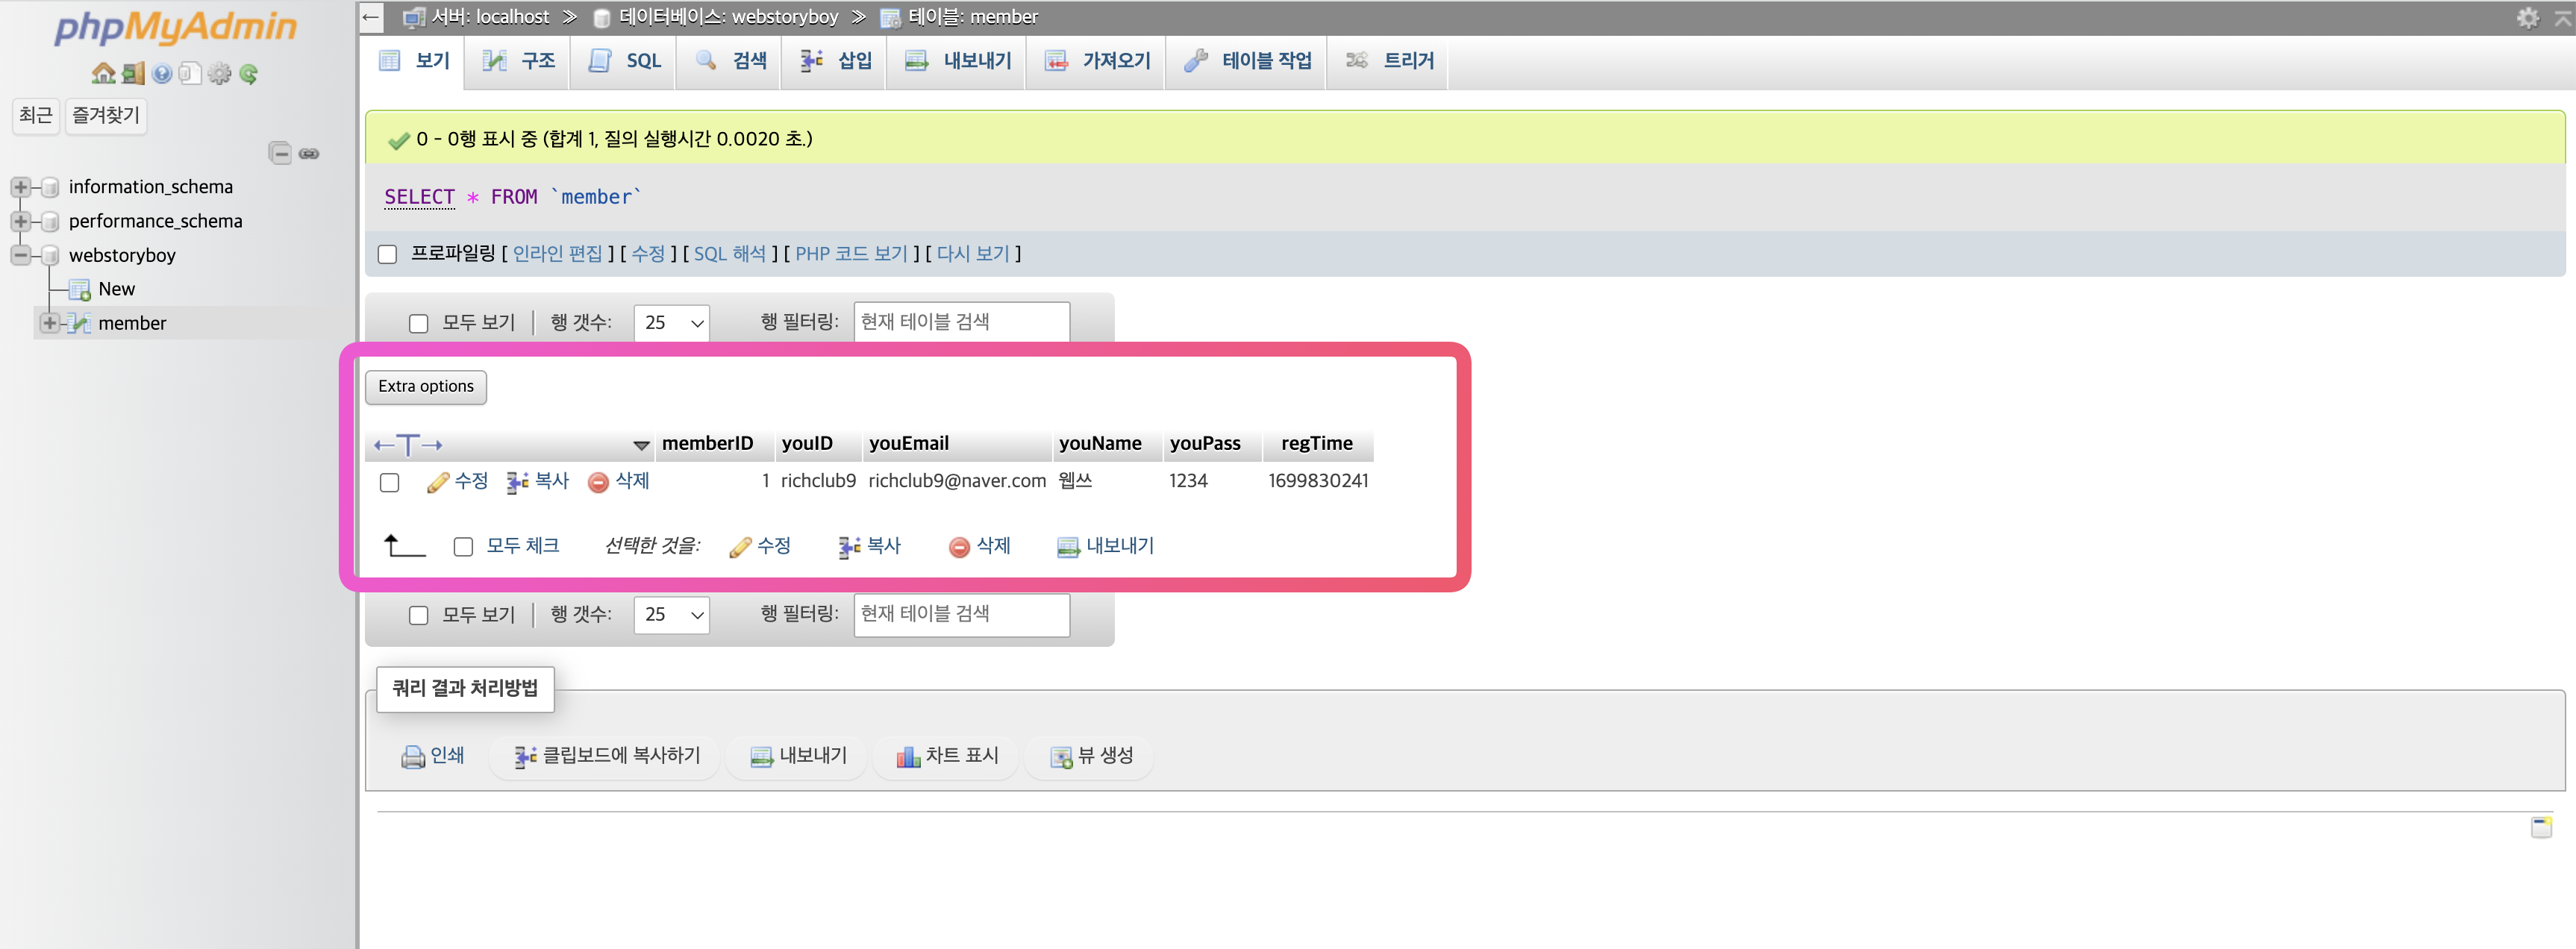 phpMyAdmin
최근 즐겨찾기
information_schema
performance_schema
webstoryboy
New
member
서버: localhost » 데이터베이스: webstoryboy » 테이블: member
보기 구조 SQL 검색 삽입 내보내기 가져오기 테이블 작업 트리거
0 - 0행 표시 중 (합계 1, 질의 실행시간 0.0020 초.)
SELECT * FROM `member`
프로파일링 [ 인라인 편집 ] [ 수정 ] [ SQL 해석 ] [ PHP 코드 보기 ] [ 다시 보기 ]
모두 보기 | 행 갯수: 25 행 필터링: 현재 테이블 검색
Extra options
←T→ memberID youID youEmail youName youPass regTime
수정 복사 삭제 1 richclub9 richclub9@naver.com 웹쓰 1234 1699830241
모두 체크 선택한 것을: 수정 복사 삭제 내보내기
모두 보기 | 행 갯수: 25 행 필터링: 현재 테이블 검색
쿼리 결과 처리방법
인쇄 클립보드에 복사하기 내보내기 차트 표시 뷰 생성